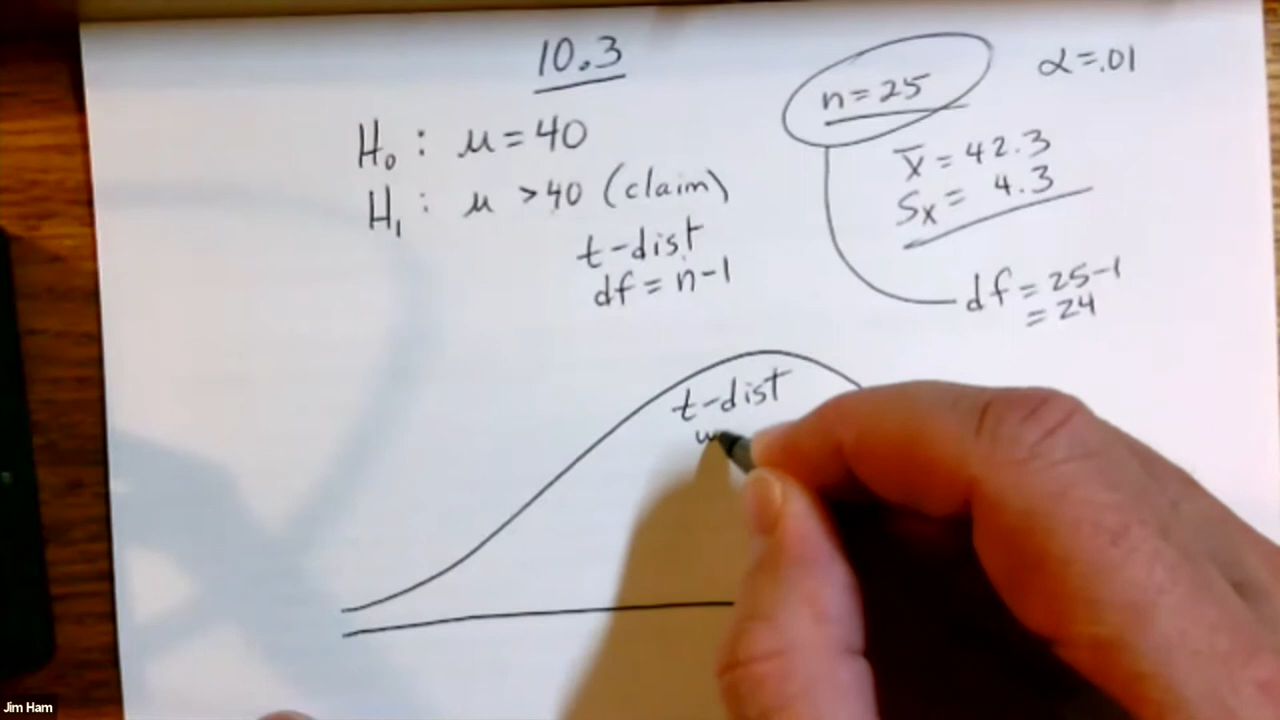 10.3
H₀ : μ = 40
H₁ : μ > 40 (claim)
t-dist
df = n-1
n = 25
α = .01
x̄ = 42.3
Sx = 4.3
df = 25-1
= 24
t-dist
w
Jim Ham